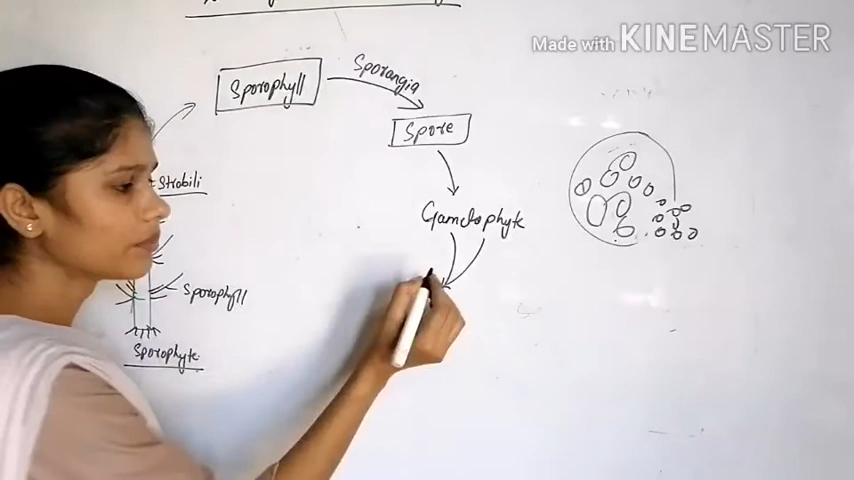 Made with KINEMASTER
Sporophyll
Sporangia
Spore
Strobili
Gametophyte
Sporophyll
Sporophyte